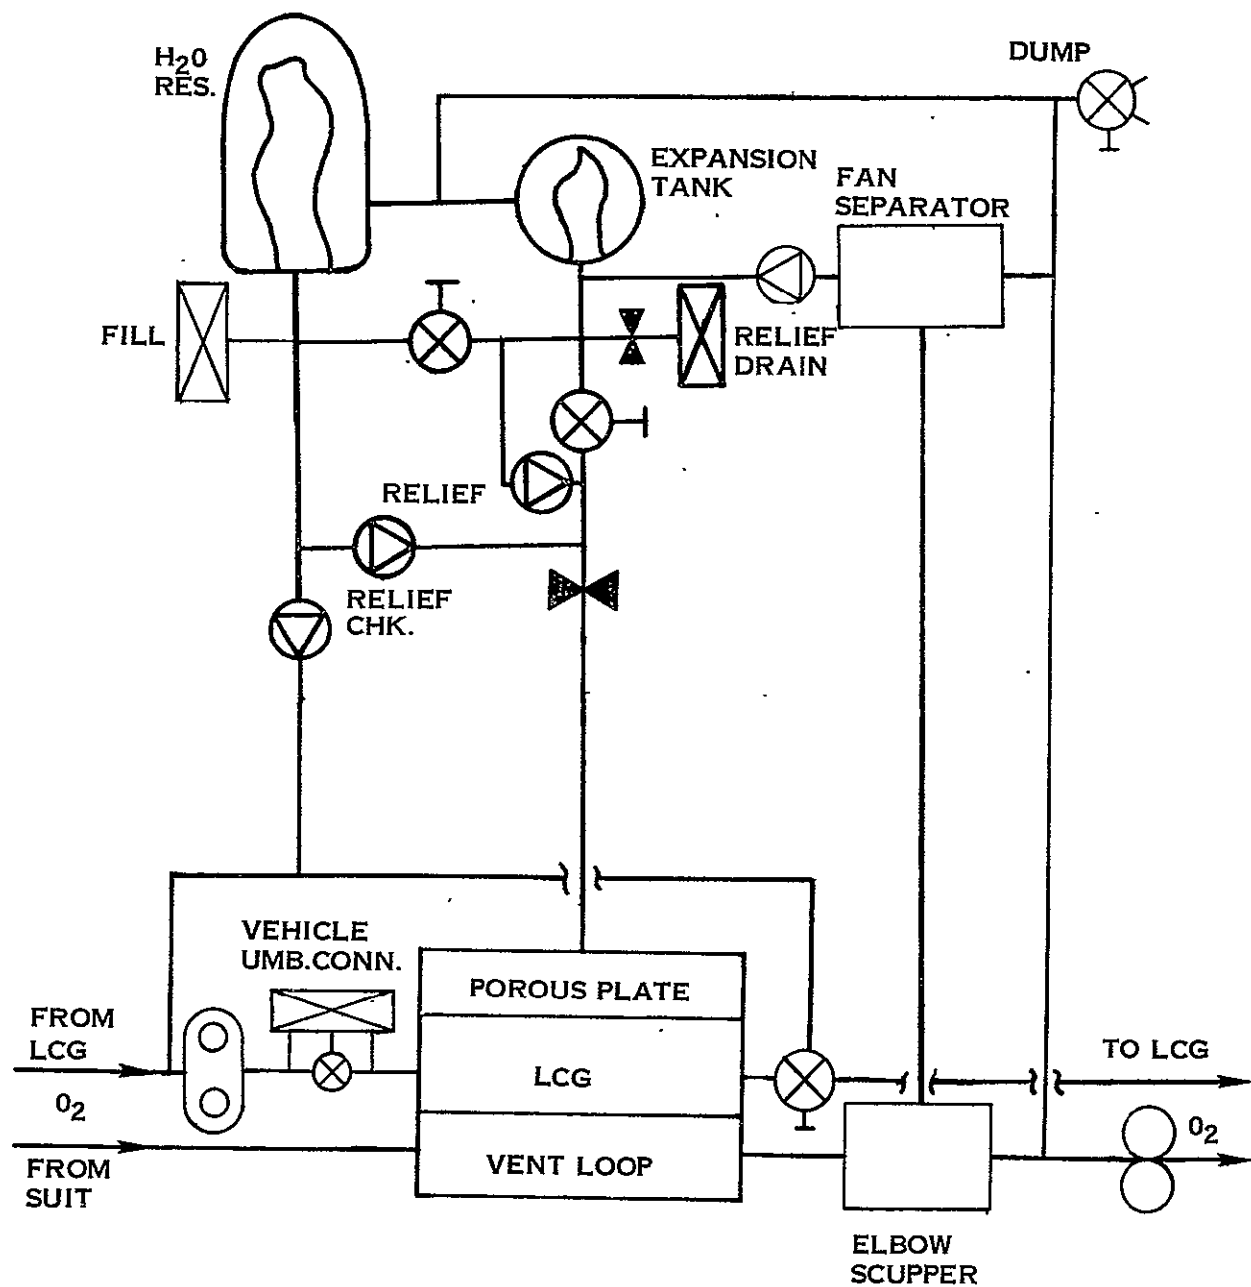 H2O
RES.
DUMP
EXPANSION
TANK
FAN
SEPARATOR
FILL
RELIEF
DRAIN
RELIEF
RELIEF
CHK.
VEHICLE
UMB.CONN.
POROUS PLATE
FROM
LCG
LCG
TO LCG
O2
O2
FROM
SUIT
VENT LOOP
ELBOW
SCUPPER